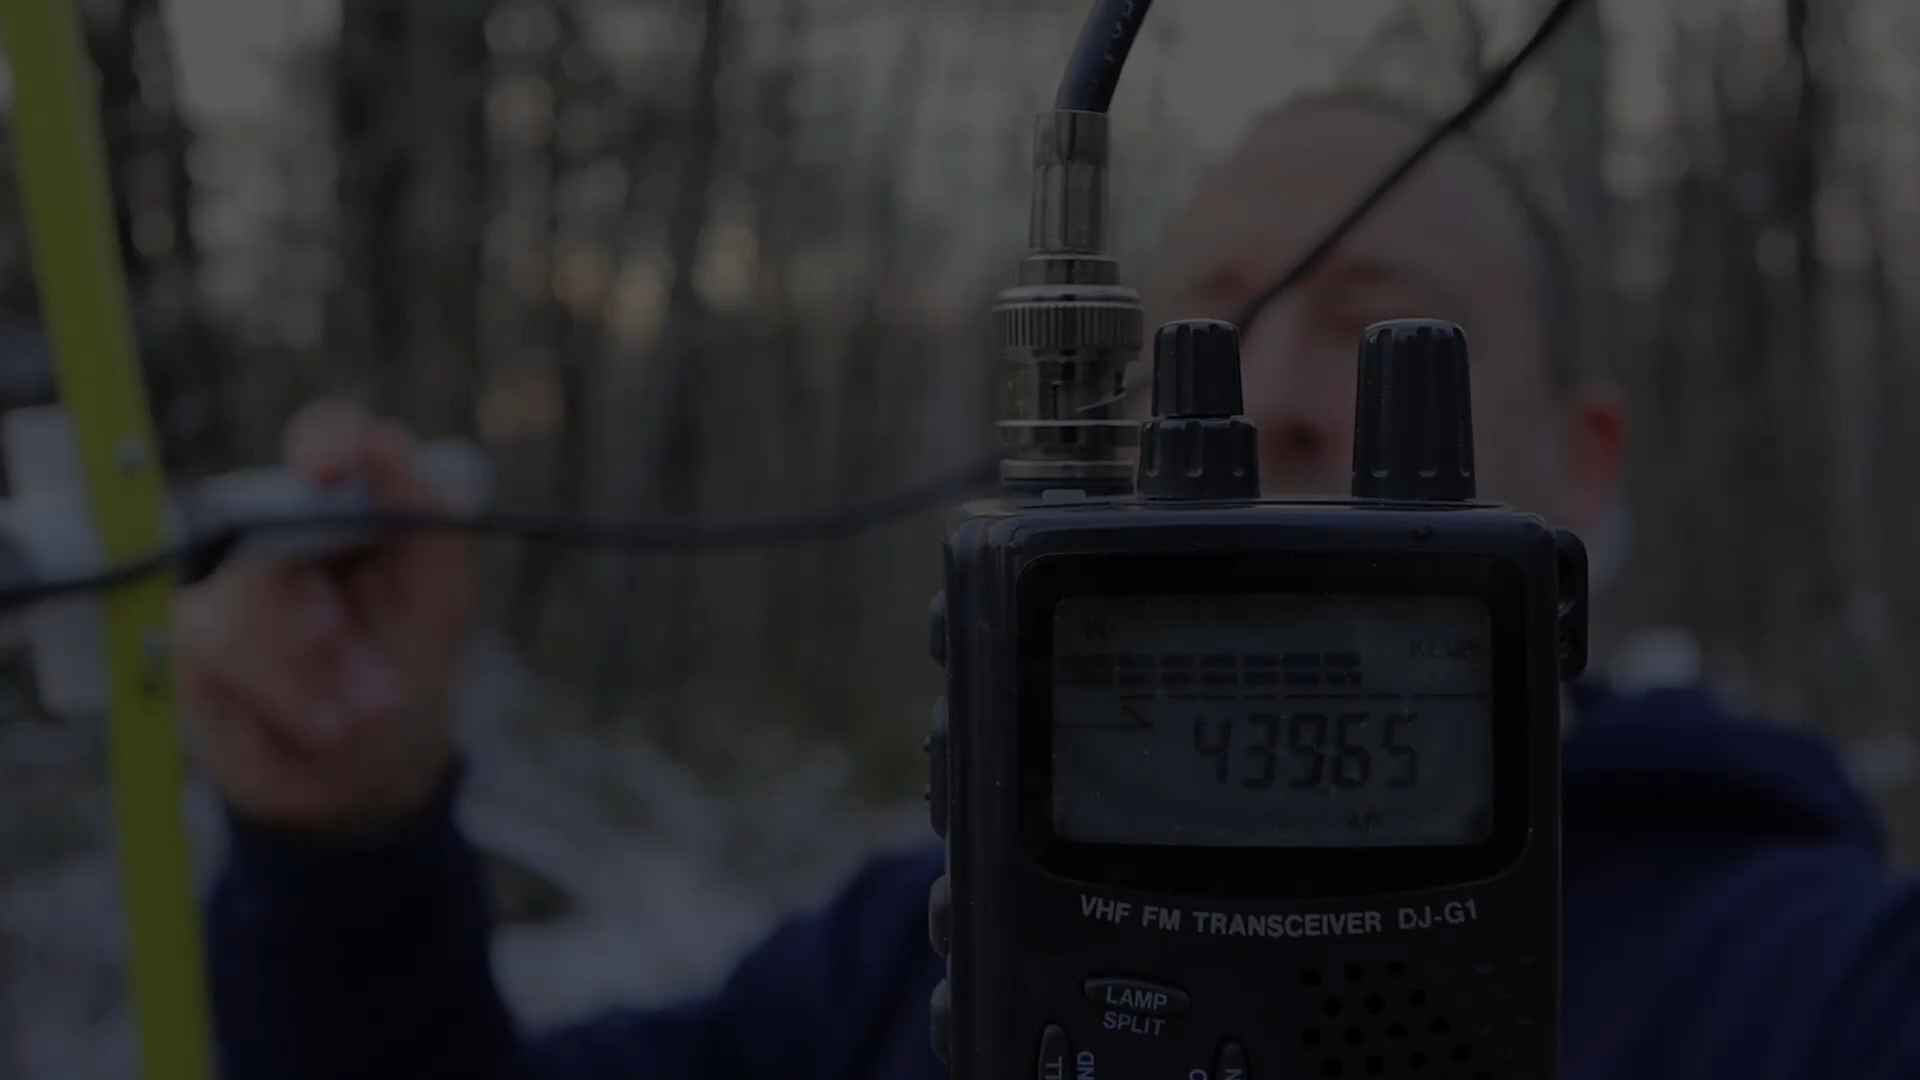 439.65
VHF FM TRANSCEIVER DJ-G1
LAMP
SPLIT